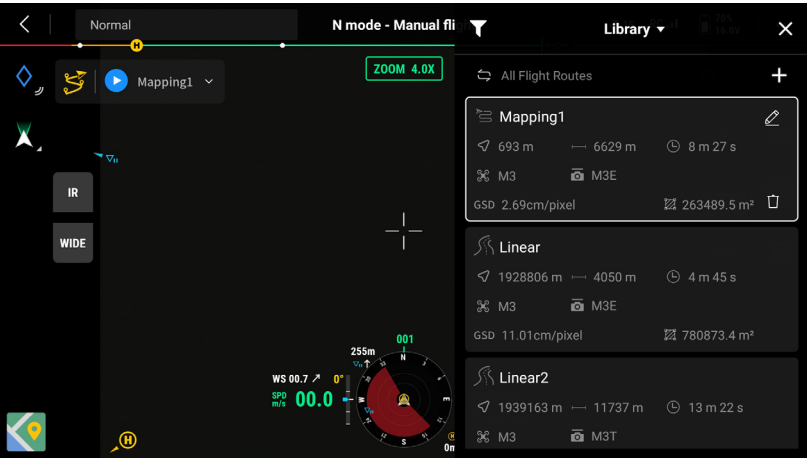 Normal
N mode - Manual fli
Library
All Flight Routes
ZOOM 4.0X
Mapping1
Mapping1
693 m
6629 m
8 m 27 s
M3
M3E
GSD 2.69cm/pixel
263489.5 m²
IR
WIDE
Linear
1928806 m
4050 m
4 m 45 s
M3
M3E
GSD 11.01cm/pixel
780873.4 m²
001
255m
N
WS 00.7
0°
SPD
m/s
00.0
W
E
S
H
H
0m
Linear2
1939163 m
11737 m
13 m 22 s
M3
M3T